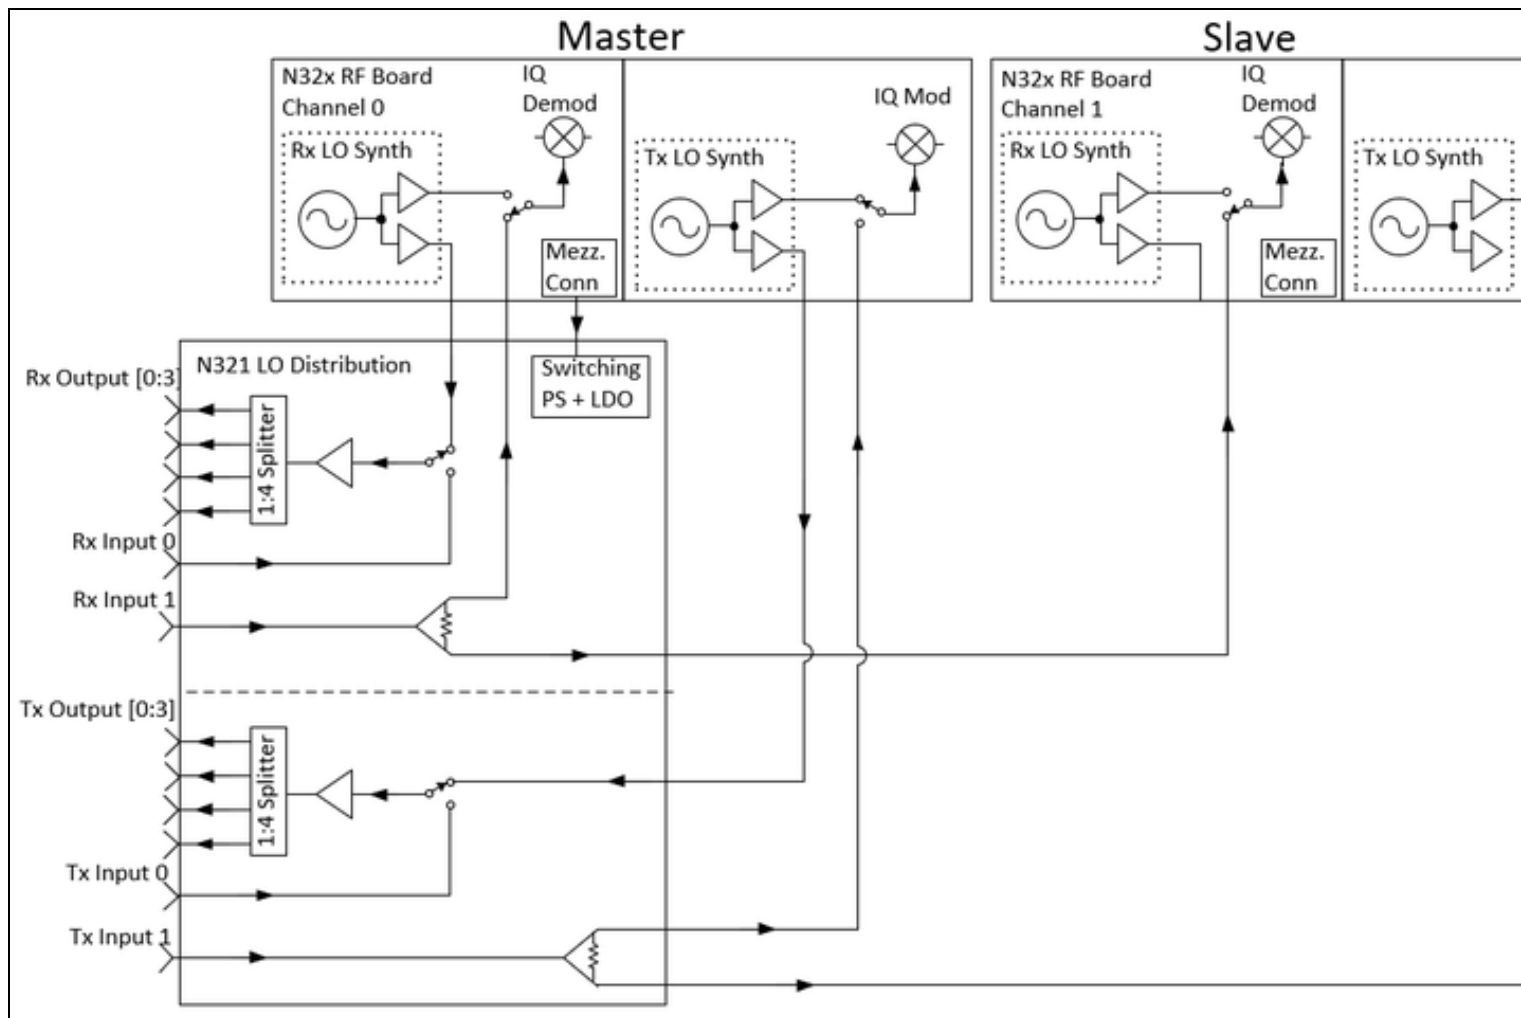 Master
Slave
N32x RF Board
Channel 0
IQ
Demod
Rx LO Synth
Mezz.
Conn
Tx LO Synth
IQ Mod
N32x RF Board
Channel 1
IQ
Demod
Rx LO Synth
Mezz.
Conn
Tx LO Synth
N321 LO Distribution
Switching
PS + LDO
Rx Output [0:3]
1:4 Splitter
Rx Input 0
Rx Input 1
Tx Output [0:3]
1:4 Splitter
Tx Input 0
Tx Input 1